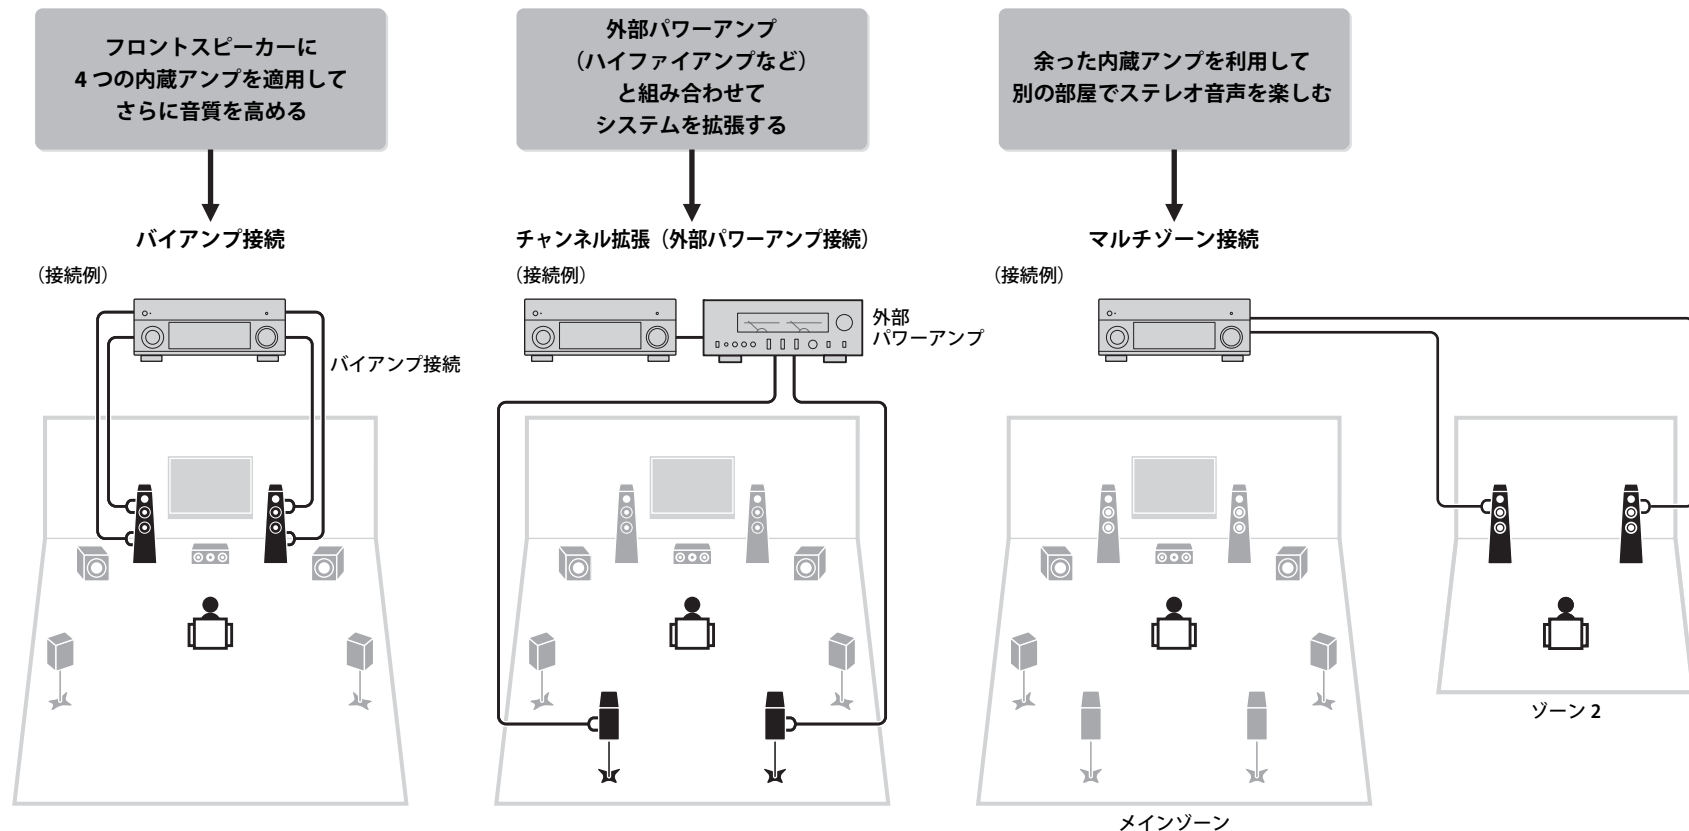 フロントスピーカーに
4 つの内蔵アンプを適用して
さらに音質を高める
バイアンプ接続
（接続例）
バイアンプ接続
外部パワーアンプ
（ハイファイアンプなど）
と組み合わせて
システムを拡張する
チャンネル拡張（外部パワーアンプ接続）
（接続例）
外部
パワーアンプ
余った内蔵アンプを利用して
別の部屋でステレオ音声を楽しむ
マルチゾーン接続
（接続例）
ゾーン 2
メインゾーン